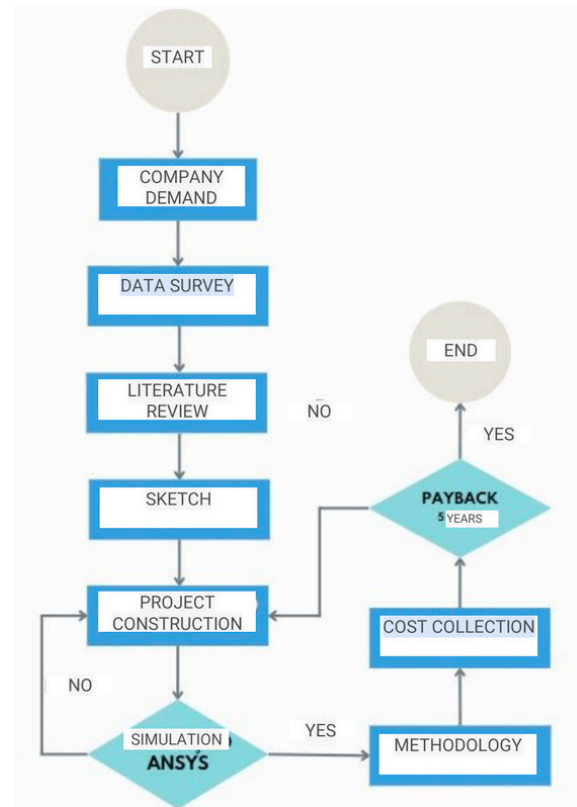 START
COMPANY
DEMAND
DATA SURVEY
LITERATURE
REVIEW
SKETCH
PROJECT
CONSTRUCTION
NO
SIMULATION
ANSYS
YES
METHODOLOGY
COST COLLECTION
PAYBACK
5 YEARS
NO
YES
END